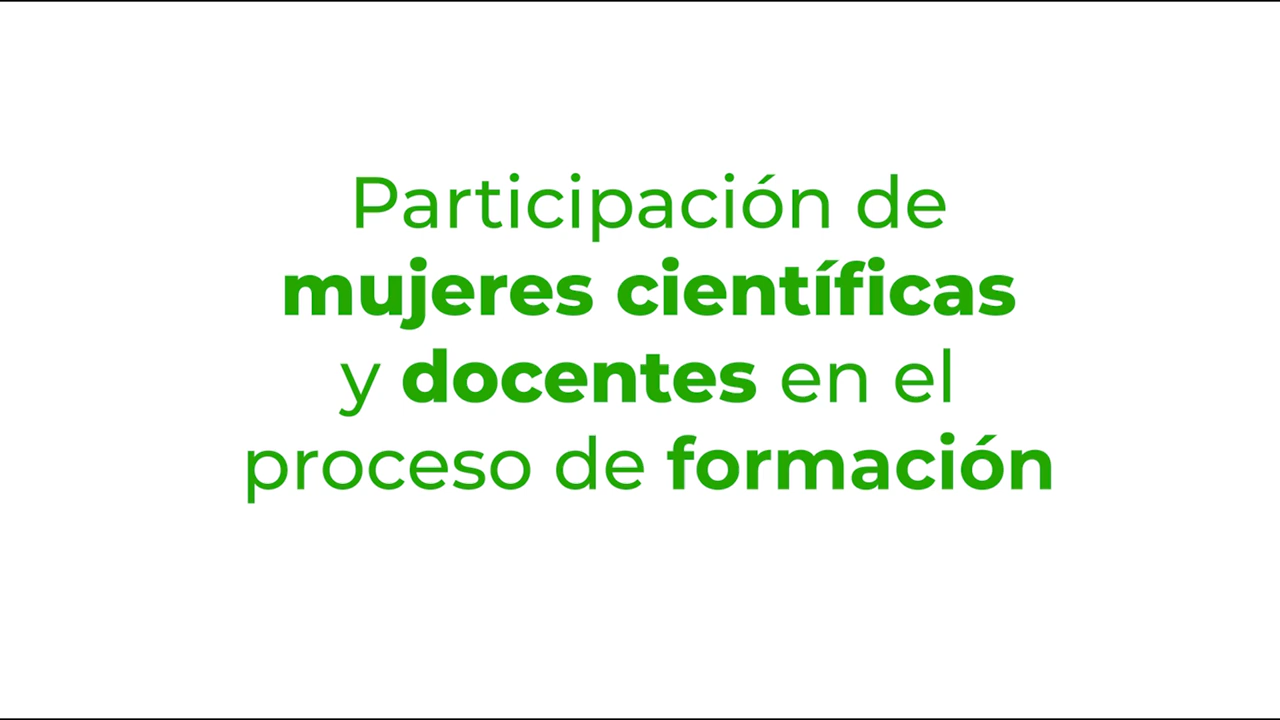 Participación de
mujeres científicas
y docentes en el
proceso de formación